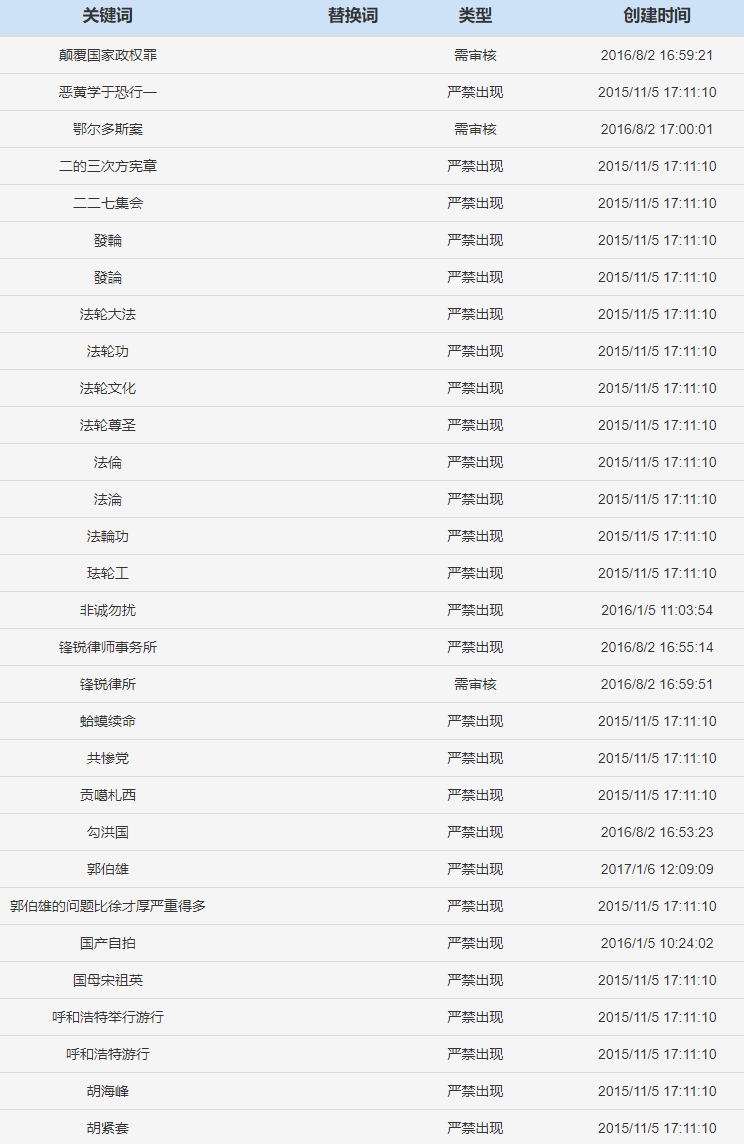 关键词 替换词 类型 创建时间
颠覆国家政权罪 需审核 2016/8/2 16:59:21
恶黄学于恐行一 严禁出现 2015/11/5 17:11:10
鄂尔多斯案 需审核 2016/8/2 17:00:01
二的三次方宪章 严禁出现 2015/11/5 17:11:10
二二七集会 严禁出现 2015/11/5 17:11:10
發輪 严禁出现 2015/11/5 17:11:10
發論 严禁出现 2015/11/5 17:11:10
法轮大法 严禁出现 2015/11/5 17:11:10
法轮功 严禁出现 2015/11/5 17:11:10
法轮文化 严禁出现 2015/11/5 17:11:10
法轮尊圣 严禁出现 2015/11/5 17:11:10
法倫 严禁出现 2015/11/5 17:11:10
法淪 严禁出现 2015/11/5 17:11:10
法輪功 严禁出现 2015/11/5 17:11:10
珐轮工 严禁出现 2015/11/5 17:11:10
非诚勿扰 严禁出现 2016/1/5 11:03:54
锋锐律师事务所 严禁出现 2016/8/2 16:55:14
锋锐律所 需审核 2016/8/2 16:59:51
蛤蟆续命 严禁出现 2015/11/5 17:11:10
共惨党 严禁出现 2015/11/5 17:11:10
贡噶札西 严禁出现 2015/11/5 17:11:10
勾洪国 严禁出现 2016/8/2 16:53:23
郭伯雄 严禁出现 2017/1/6 12:09:09
郭伯雄的问题比徐才厚严重得多 严禁出现 2015/11/5 17:11:10
国产自拍 严禁出现 2016/1/5 10:24:02
国母宋祖英 严禁出现 2015/11/5 17:11:10
呼和浩特举行游行 严禁出现 2015/11/5 17:11:10
呼和浩特游行 严禁出现 2015/11/5 17:11:10
胡海峰 严禁出现 2015/11/5 17:11:10
胡紧套 严禁出现 2015/11/5 17:11:10